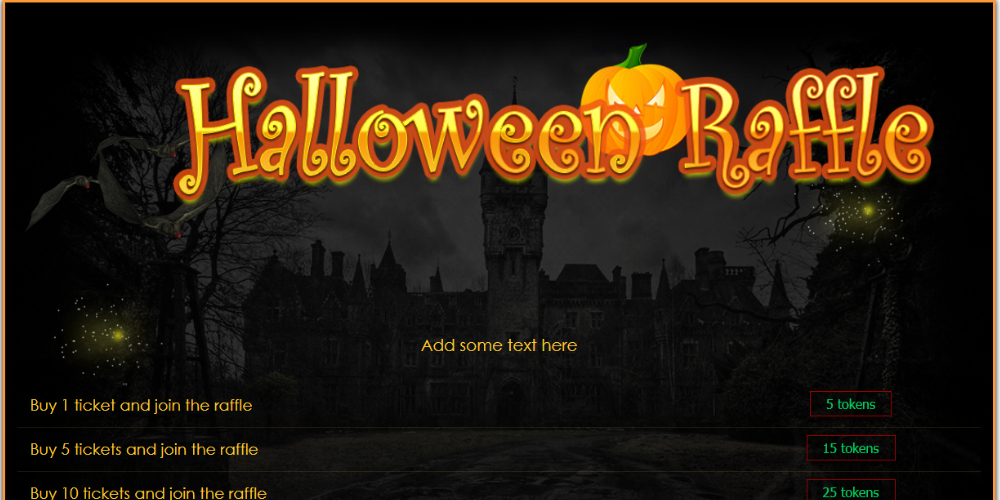 Halloween Raffle
Add some text here
Buy 1 ticket and join the raffle 5 tokens
Buy 5 tickets and join the raffle 15 tokens
Buy 10 tickets and join the raffle 25 tokens